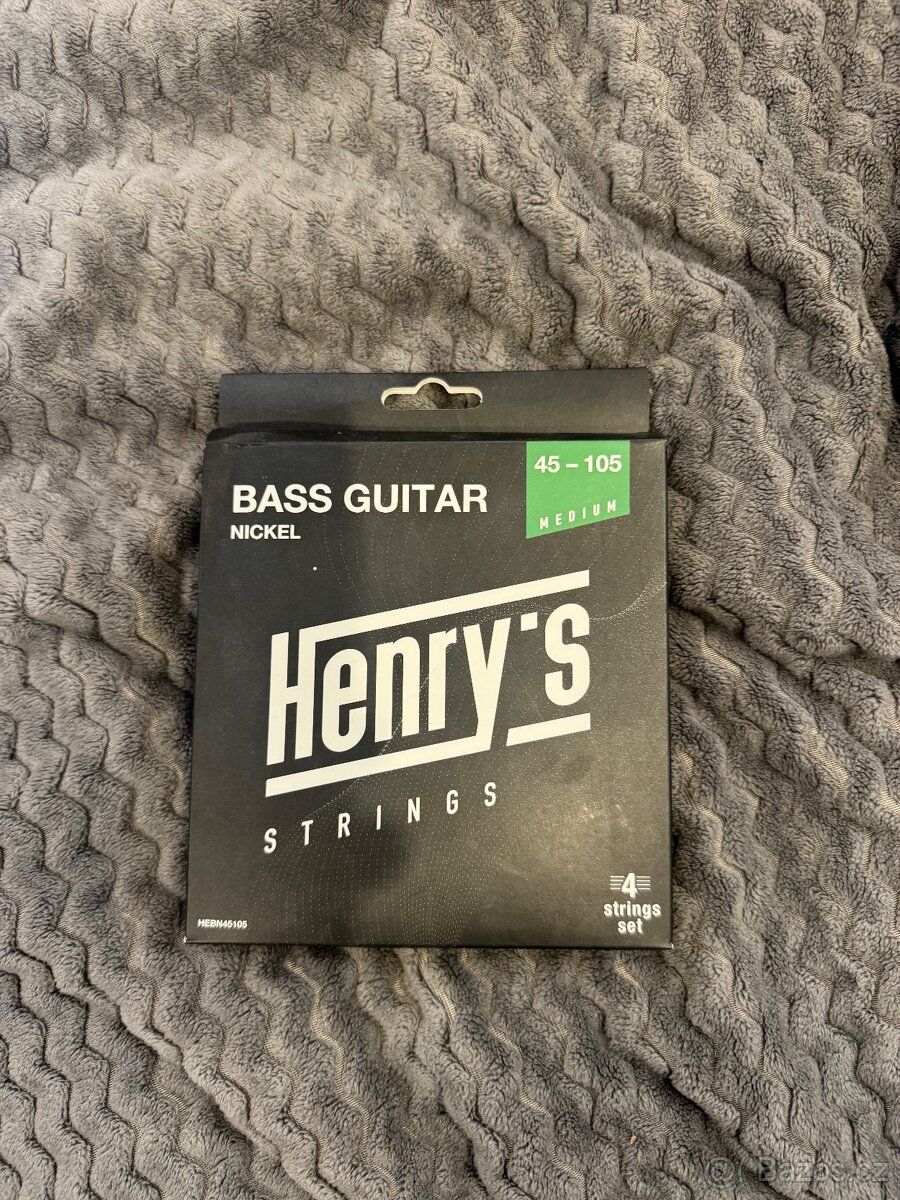 45 – 105
MEDIUM
BASS GUITAR
NICKEL
Henry's
STRINGS
4
strings
set
HEBN45105
© Bazos.cz